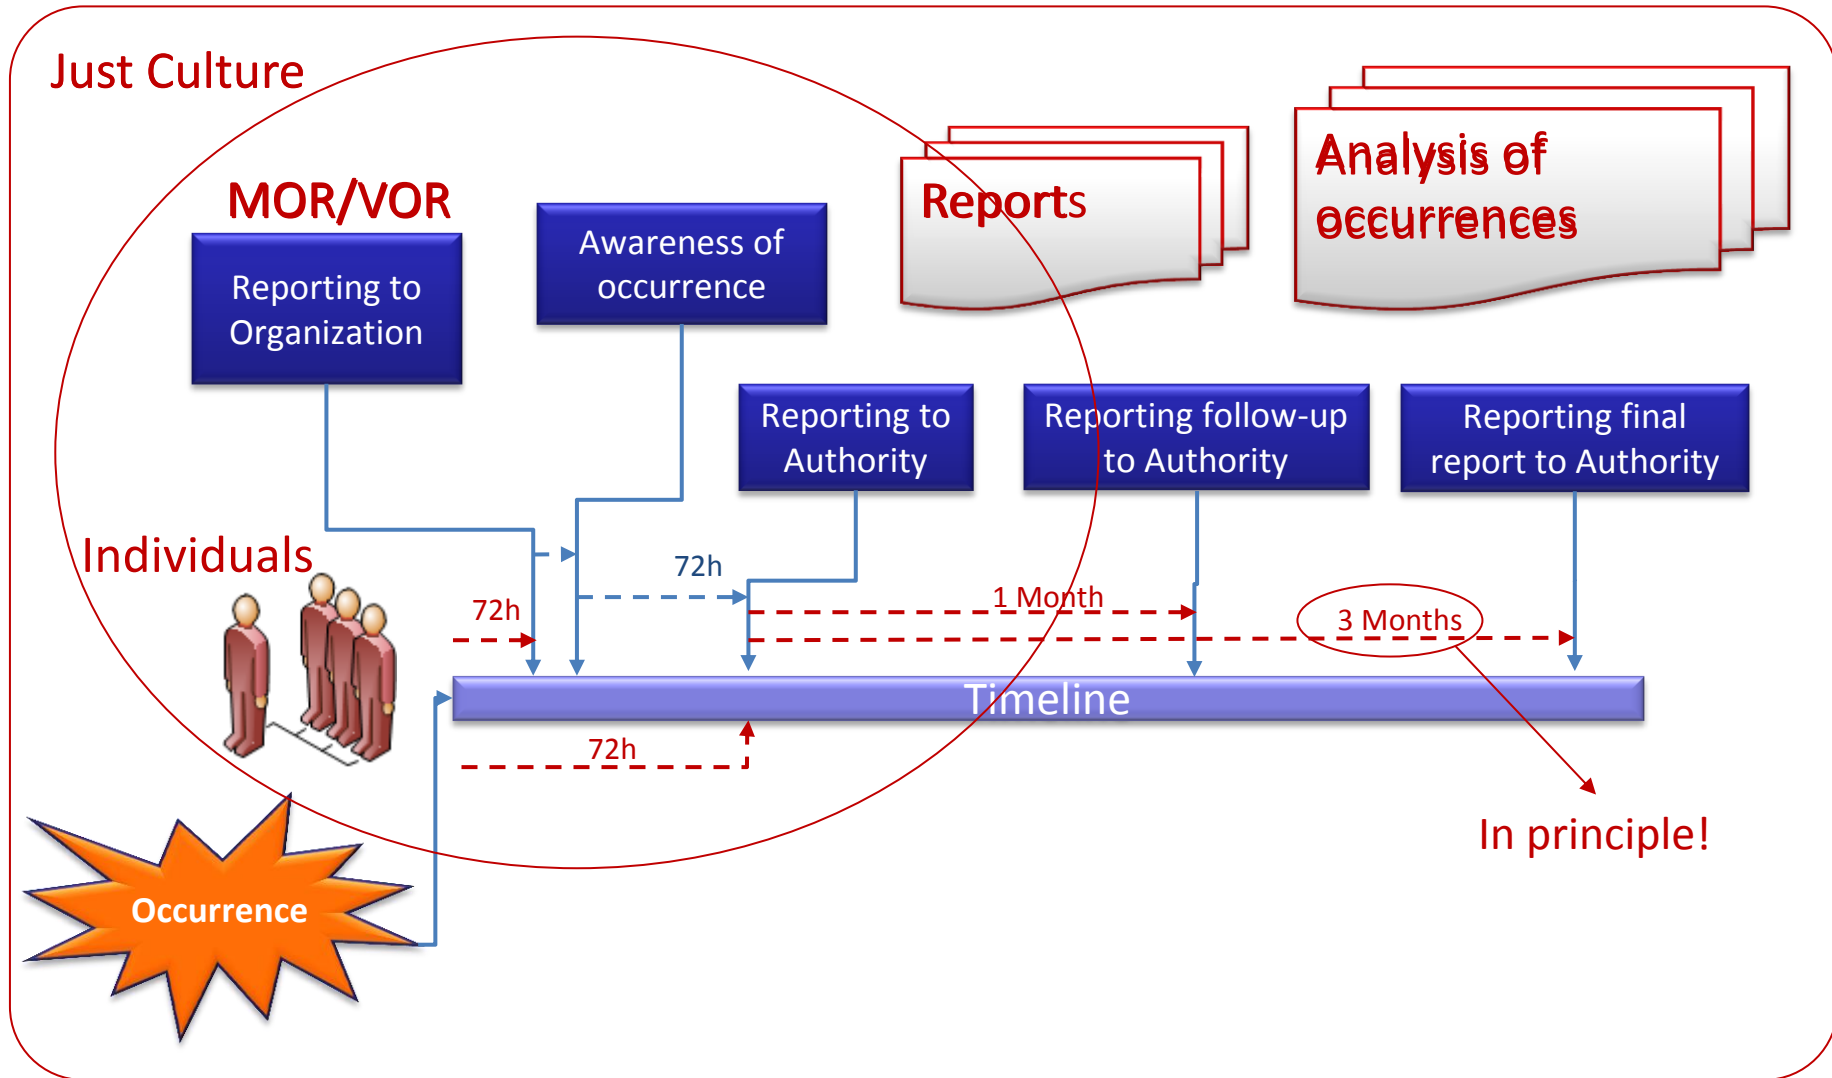 Just Culture
MOR/VOR
Reporting to
Organization
Awareness of
occurrence
Reports
Analysis of
occurrences
Reporting to
Authority
Reporting follow-up
to Authority
Reporting final
report to Authority
Individuals
72h
72h
1 Month
3 Months
Timeline
72h
In principle!
Occurrence